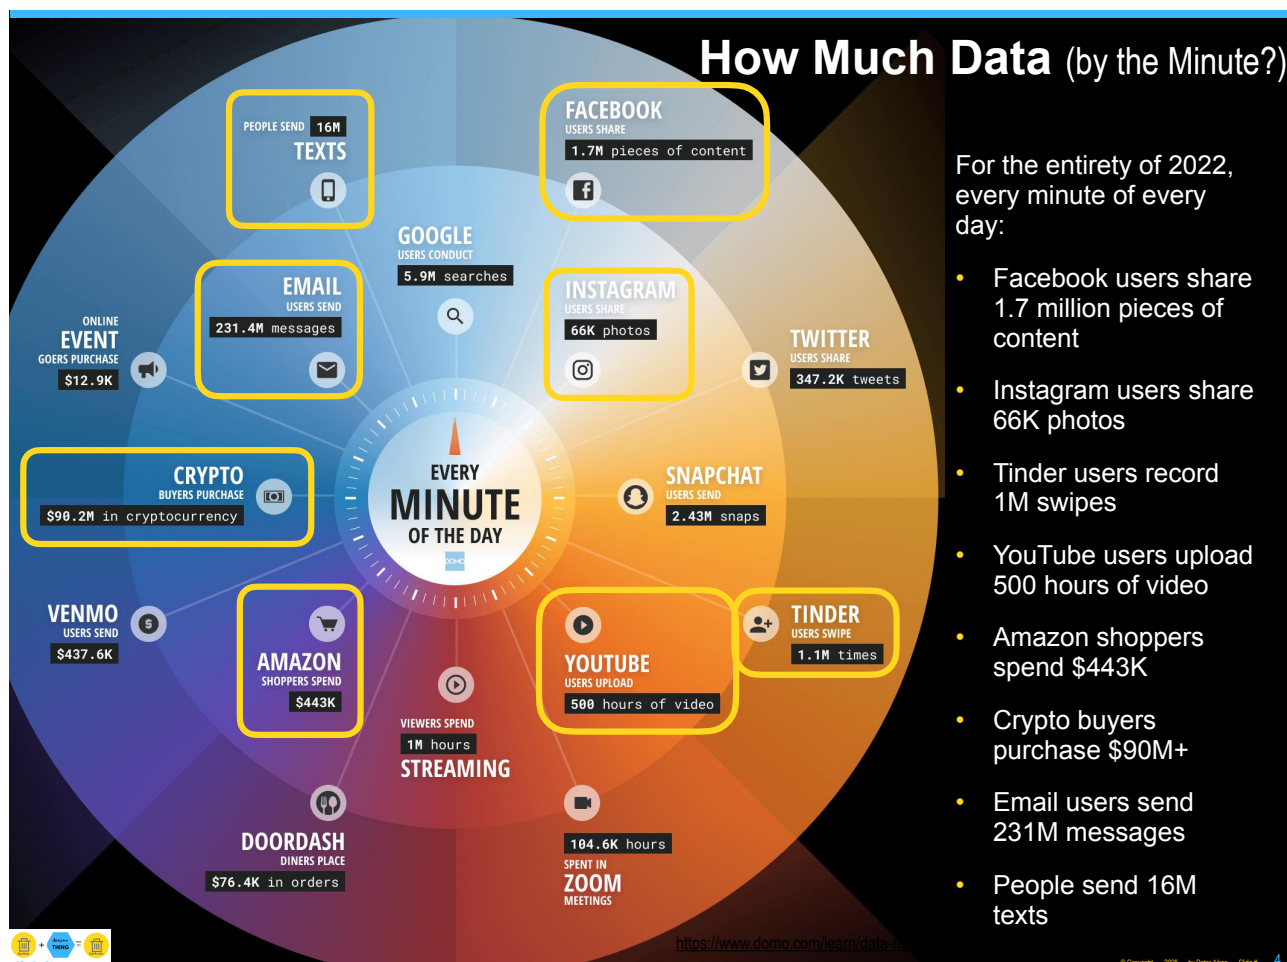 How Much Data (by the Minute?)
PEOPLE SEND 16M
TEXTS
FACEBOOK
USERS SHARE
1.7M pieces of content
GOOGLE
USERS CONDUCT
5.9M searches
EMAIL
USERS SEND
231.4M messages
INSTAGRAM
USERS SHARE
66K photos
ONLINE
EVENT
GOERS PURCHASE
$12.9K
TWITTER
USERS SHARE
347.2K tweets
CRYPTO
BUYERS PURCHASE
$90.2M in cryptocurrency
EVERY
MINUTE
OF THE DAY
DOMO
SNAPCHAT
USERS SEND
2.43M snaps
VENMO
USERS SEND
$437.6K
AMAZON
SHOPPERS SPEND
$443K
YOUTUBE
USERS UPLOAD
500 hours of video
TINDER
USERS SWIPE
1.1M times
VIEWERS SPEND
1M hours
STREAMING
DOORDASH
DINERS PLACE
$76.4K in orders
104.6K hours
SPENT IN
ZOOM
MEETINGS
For the entirety of 2022,
every minute of every
day:
• Facebook users share
1.7 million pieces of
content
• Instagram users share
66K photos
• Tinder users record
1M swipes
• YouTube users upload
500 hours of video
• Amazon shoppers
spend $443K
• Crypto buyers
purchase $90M+
• Email users send
231M messages
• People send 16M
texts
https://www.domo.com/learn/data-
+ THING =
4